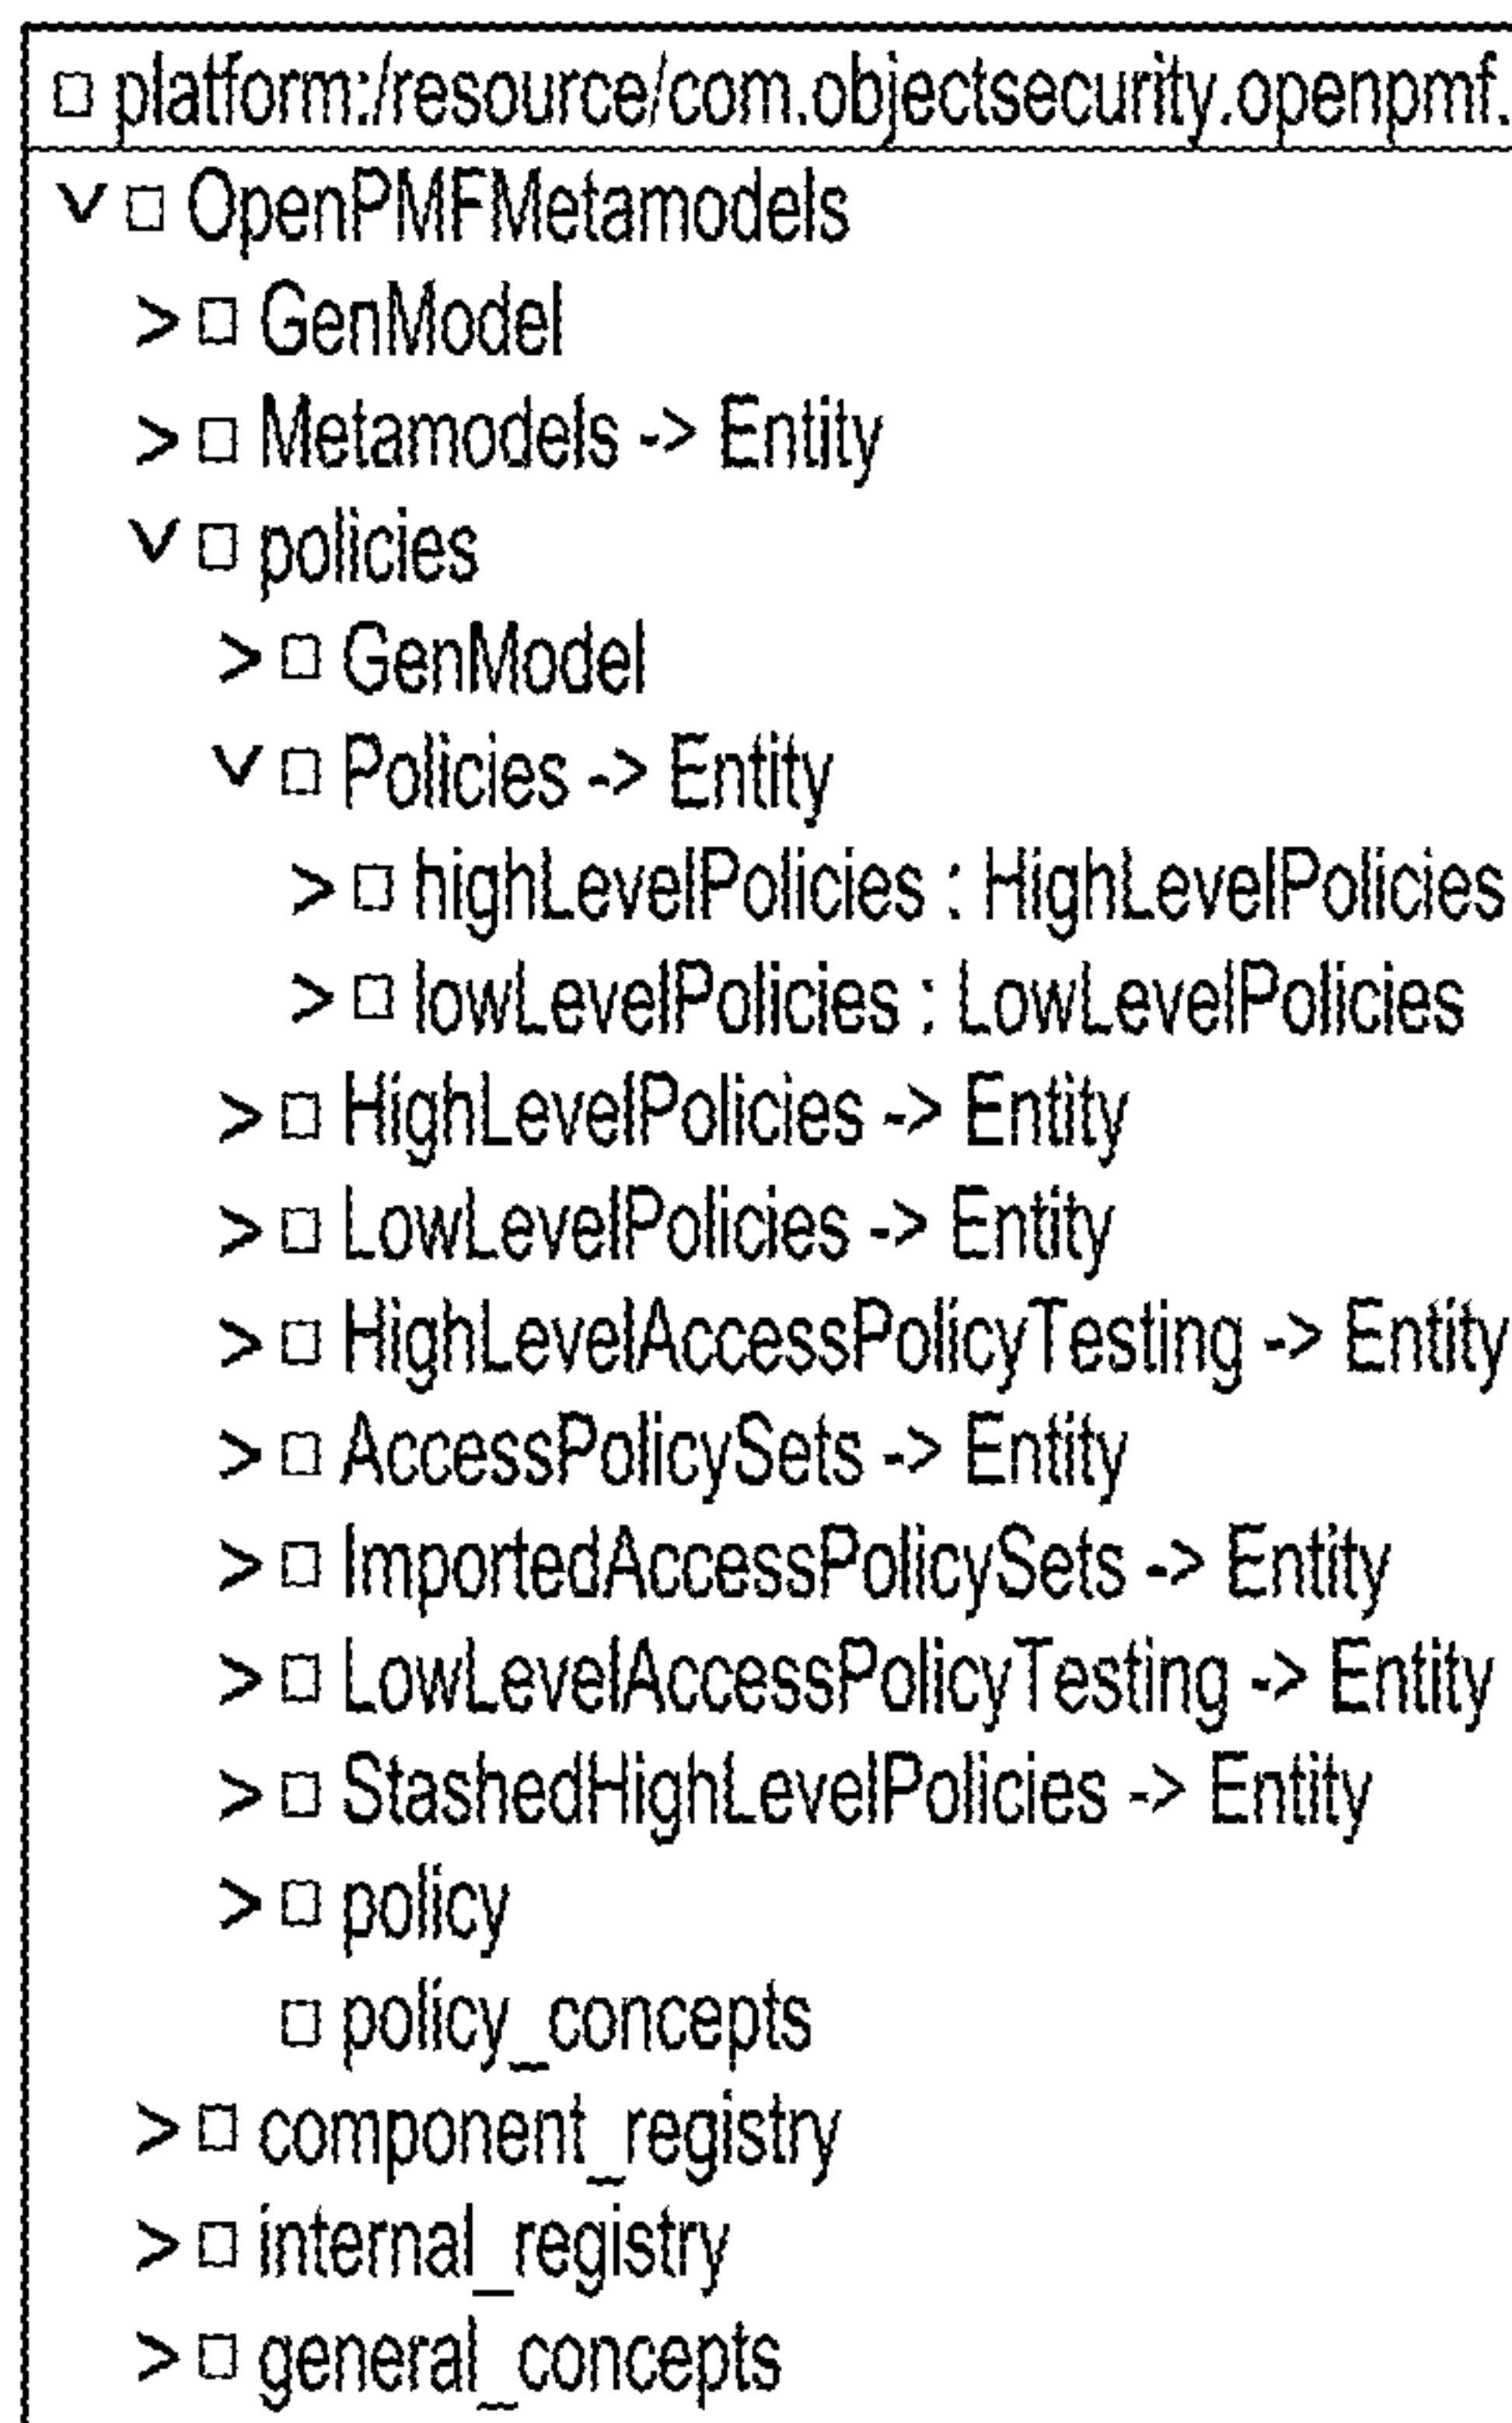 platform:/resource/com.objectsecurity.openpmf.
OpenPMFMetamodels
GenModel
Metamodels -> Entity
policies
GenModel
Policies -> Entity
highLevelPolicies : HighLevelPolicies
lowLevelPolicies : LowLevelPolicies
HighLevelPolicies -> Entity
LowLevelPolicies -> Entity
HighLevelAccessPolicyTesting -> Entity
AccessPolicySets -> Entity
ImportedAccessPolicySets -> Entity
LowLevelAccessPolicyTesting -> Entity
StashedHighLevelPolicies -> Entity
policy
policy_concepts
component_registry
internal_registry
general_concepts